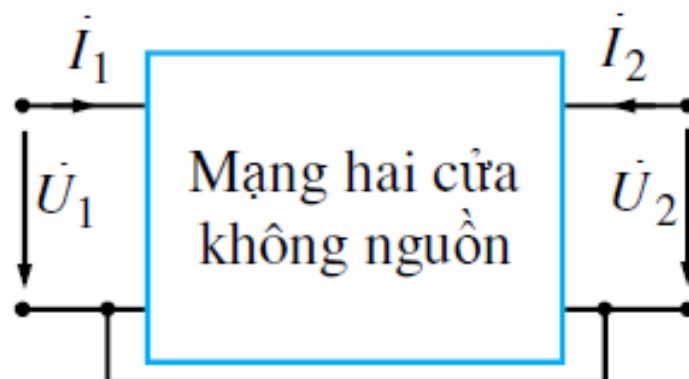 İ₁
İ₂
U̇₁
Mạng hai cửa
không nguồn
U̇₂